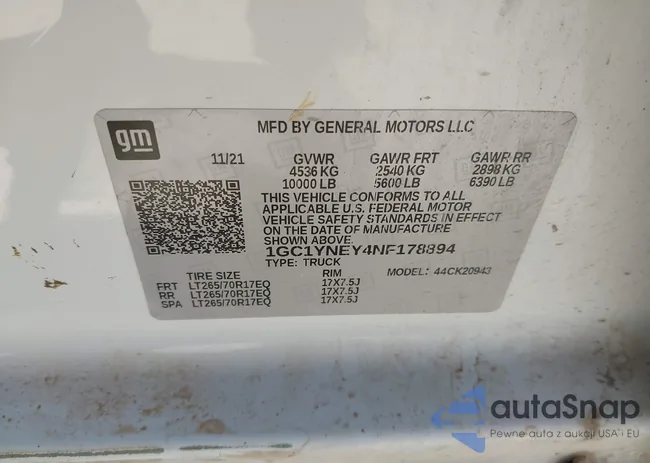 gm
MFD BY GENERAL MOTORS LLC
11/21 GVWR GAWR FRT GAWR RR
4536 KG 2540 KG 2898 KG
10000 LB 5600 LB 6390 LB
THIS VEHICLE CONFORMS TO ALL
APPLICABLE U.S. FEDERAL MOTOR
VEHICLE SAFETY STANDARDS IN EFFECT
ON THE DATE OF MANUFACTURE
SHOWN ABOVE.
1GC1YNEY4NF178894
TYPE: TRUCK MODEL: 44CK20943
TIRE SIZE RIM
FRT LT265/70R17EQ 17X7.5J
RR LT265/70R17EQ 17X7.5J
SPA LT265/70R17EQ 17X7.5J
autaSnap
Pewne auta z aukcji USA i EU